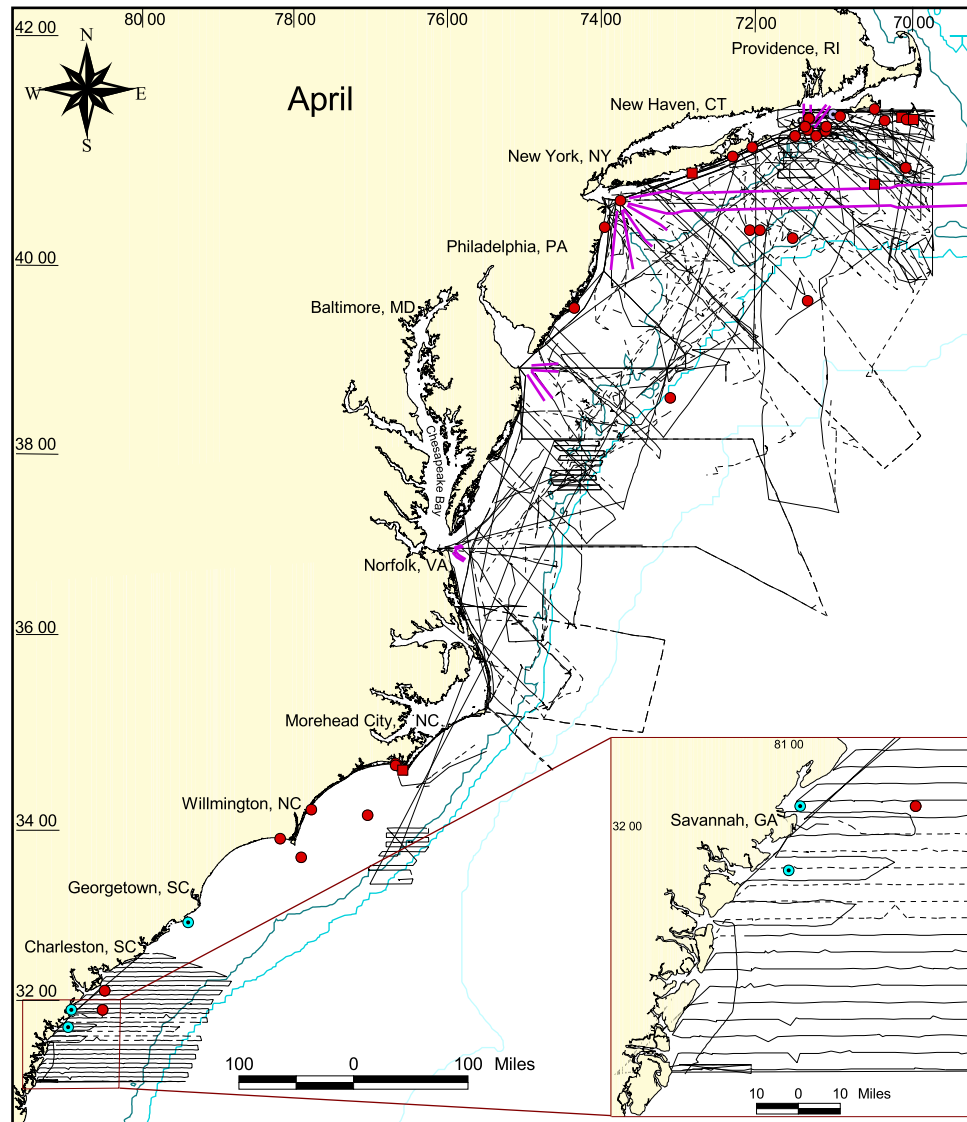 80 00 78 00 76 00 74 00 72 00 70 00
42 00
N
W E
S
April
Providence, RI
New Haven, CT
New York, NY
40 00
Philadelphia, PA
Baltimore, MD
38 00
Chesapeake Bay
Norfolk, VA
36 00
Morehead City, NC
Willmington, NC
34 00
Georgetown, SC
Charleston, SC
32 00
100 0 100 Miles
81 00
Savannah, GA
32 00
10 0 10 Miles